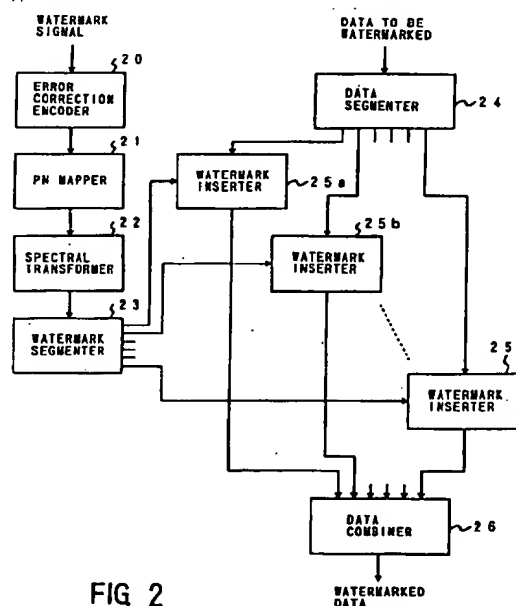 WATERMARK
SIGNAL
20
ERROR
CORRECTION
ENCODER
21
PN MAPPER
22
SPECTRAL
TRANSFORMER
23
WATERMARK
SEGMENTER
DATA TO BE
WATERMARKED
DATA
SEGMENTER
24
WATERMARK
INSERTER
25a
25b
WATERMARK
INSERTER
25
WATERMARK
INSERTER
DATA
COMBINER
26
FIG 2
WATERMARKED
DATA